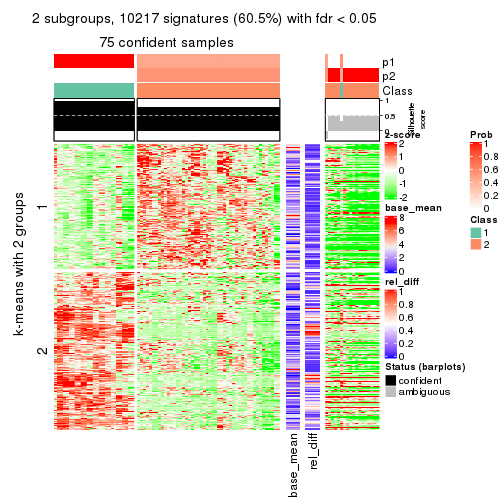 2 subgroups, 10217 signatures (60.5%) with fdr < 0.05
75 confident samples
p1
p2
Class
1
0.5
0
Silhouette
score
k-means with 2 groups
1
2
base_mean
rel_diff
z-score
2
1
0
-1
-2
base_mean
8
6
4
2
0
rel_diff
1
0.8
0.6
0.4
0.2
0
Status (barplots)
confident
ambiguous
Prob
1
0.8
0.6
0.4
0.2
0
Class
1
2